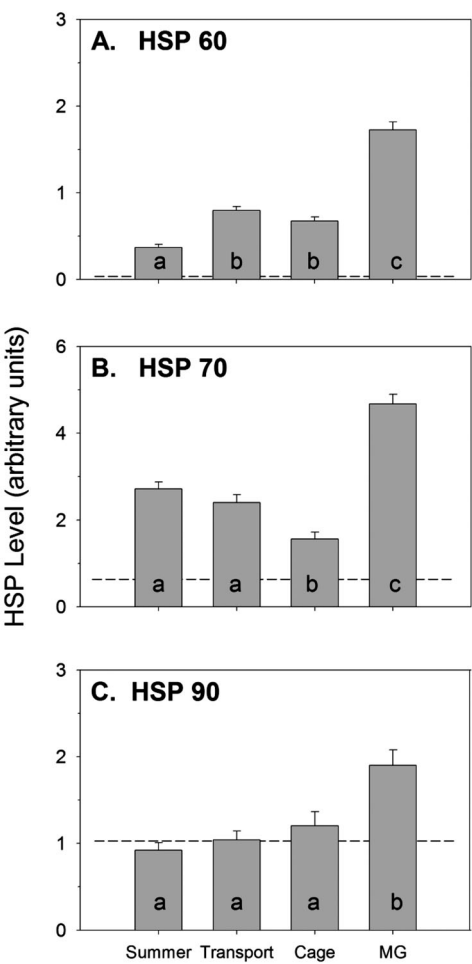 HSP Level (arbitrary units)
A. HSP 60
3
2
1
0
a b b c
B. HSP 70
6
4
2
0
a a b c
C. HSP 90
3
2
1
0
a a a b
Summer Transport Cage MG